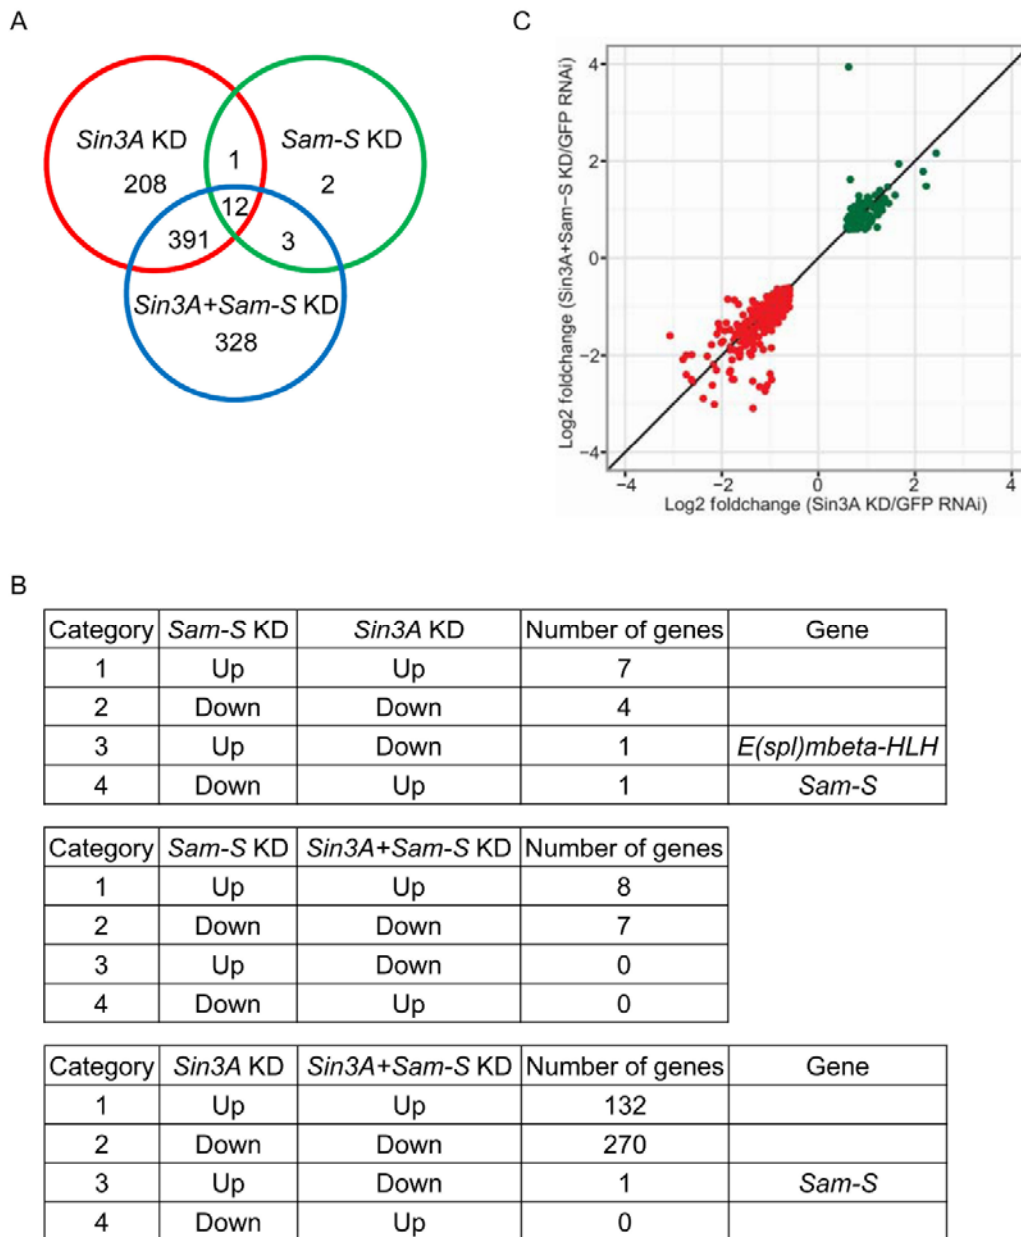 A
Sin3A KD
208
1
Sam-S KD
2
12
391
3
Sin3A+Sam-S KD
328
C
Log2 foldchange (Sin3A+Sam−S KD/GFP RNAi)
4
2
0
−2
−4
−4 −2 0 2 4
Log2 foldchange (Sin3A KD/GFP RNAi)
B
Category Sam-S KD Sin3A KD Number of genes Gene
1 Up Up 7
2 Down Down 4
3 Up Down 1 E(spl)mbeta-HLH
4 Down Up 1 Sam-S
Category Sam-S KD Sin3A+Sam-S KD Number of genes
1 Up Up 8
2 Down Down 7
3 Up Down 0
4 Down Up 0
Category Sin3A KD Sin3A+Sam-S KD Number of genes Gene
1 Up Up 132
2 Down Down 270
3 Up Down 1 Sam-S
4 Down Up 0